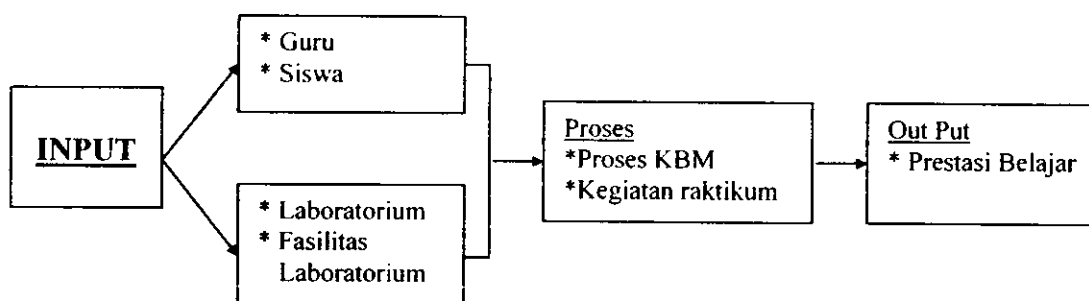 INPUT
* Guru
* Siswa
* Laboratorium
* Fasilitas
Laboratorium
Proses
*Proses KBM
*Kegiatan raktikum
Out Put
* Prestasi Belajar